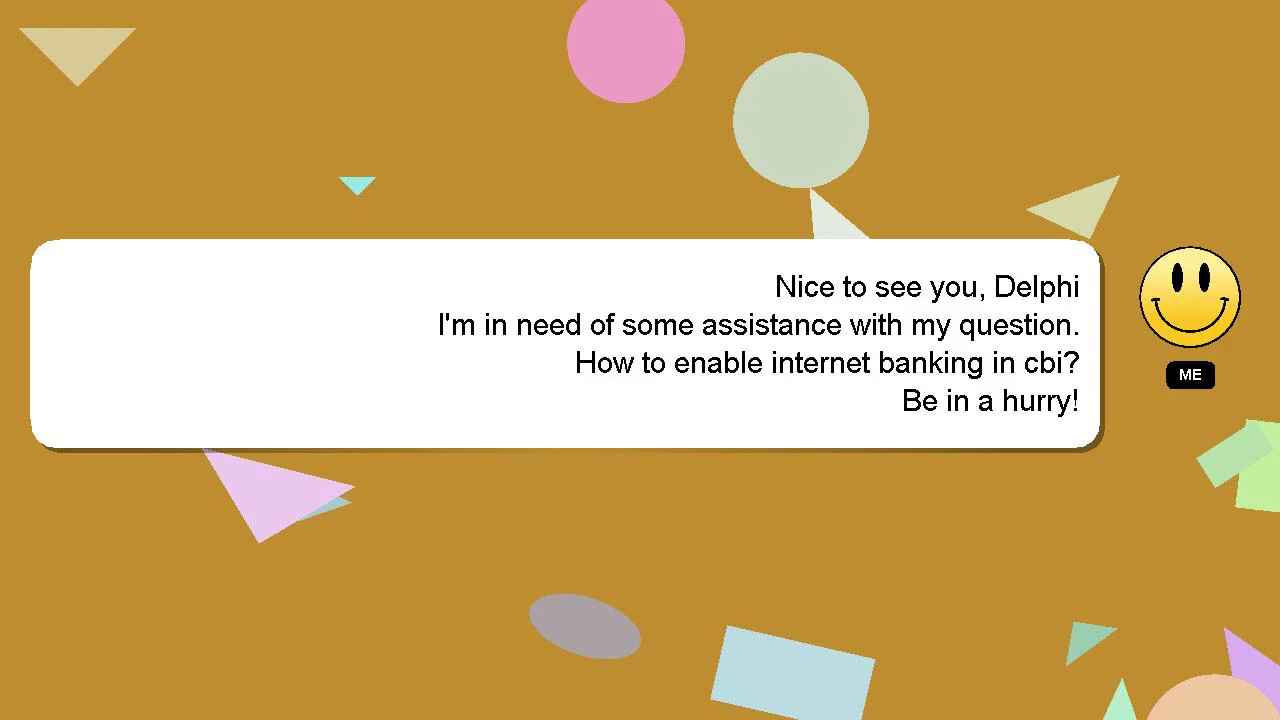 Nice to see you, Delphi
I'm in need of some assistance with my question.
How to enable internet banking in cbi?
Be in a hurry!
ME